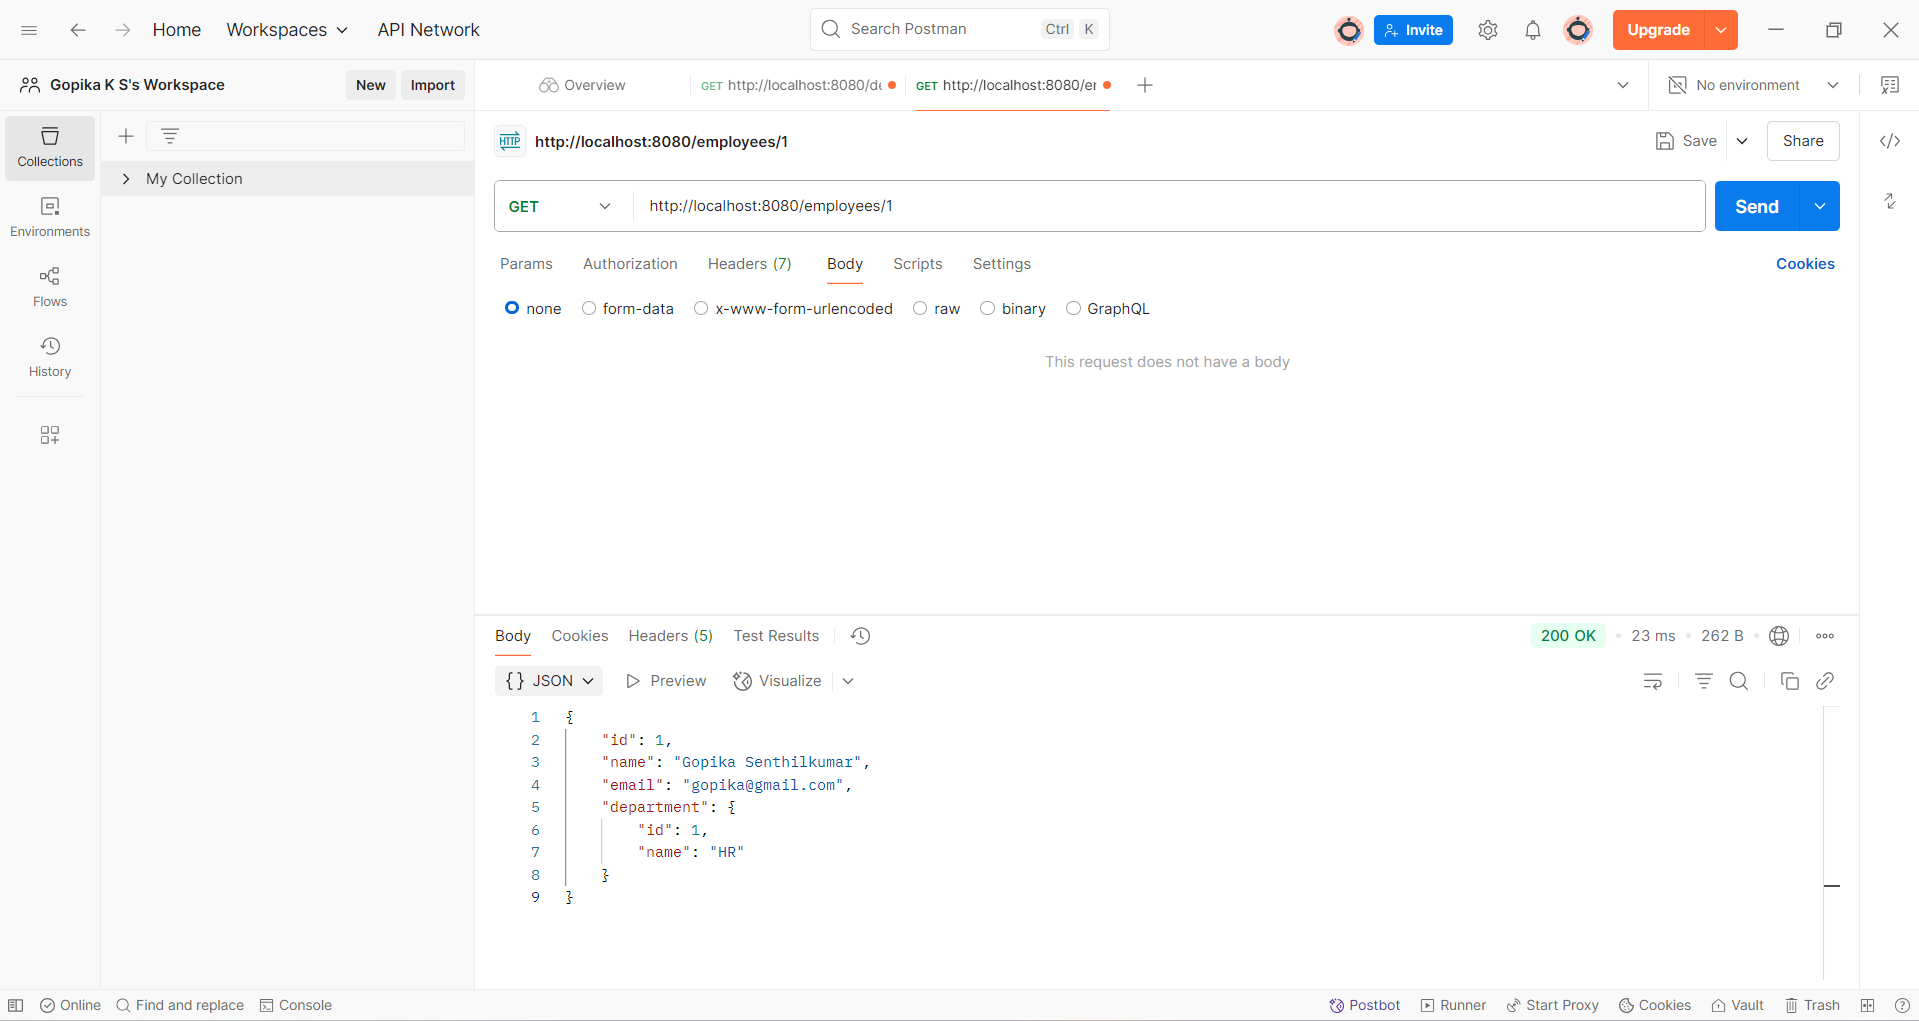 Home Workspaces API Network Search Postman Ctrl K Invite Upgrade
Gopika K S's Workspace New Import Overview GET http://localhost:8080/de GET http://localhost:8080/er No environment
Collections
My Collection
Environments
Flows
History
HTTP http://localhost:8080/employees/1 Save Share
GET http://localhost:8080/employees/1 Send
Params Authorization Headers (7) Body Scripts Settings Cookies
none form-data x-www-form-urlencoded raw binary GraphQL
This request does not have a body
Body Cookies Headers (5) Test Results 200 OK 23 ms 262 B
{} JSON Preview Visualize
1 {
2 "id": 1,
3 "name": "Gopika Senthilkumar",
4 "email": "gopika@gmail.com",
5 "department": {
6 "id": 1,
7 "name": "HR"
8 }
9 }
Online Find and replace Console Postbot Runner Start Proxy Cookies Vault Trash